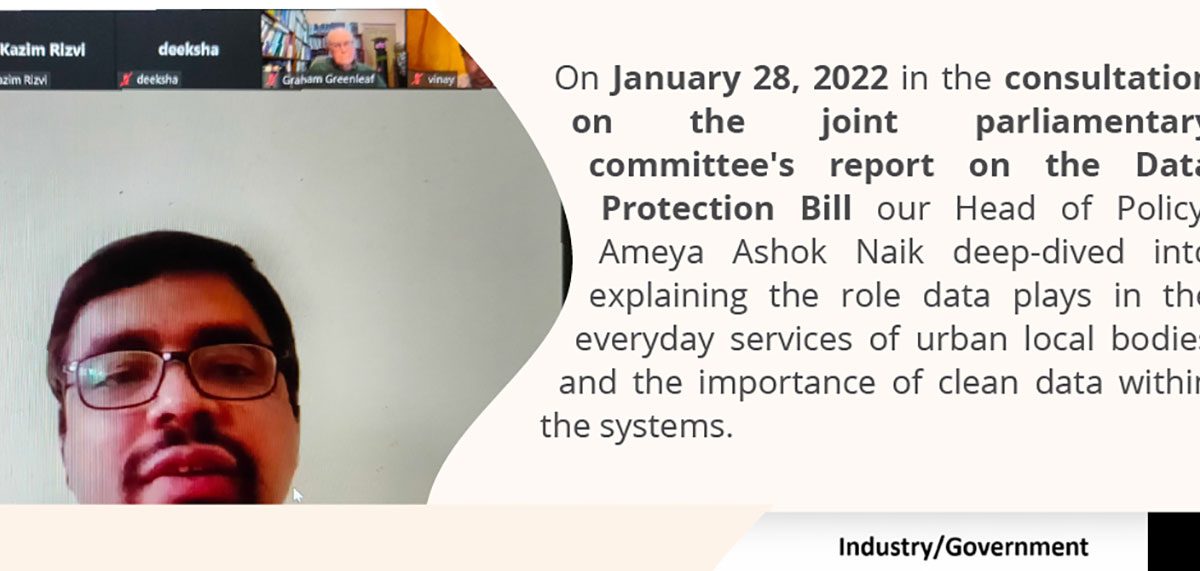 Kazim Rizvi
deeksha
zim Rizvi
deeksha
Graham Greenleaf
vinay
On January 28, 2022 in the consultation
on the joint parliamentary
committee's report on the Data
Protection Bill our Head of Policy
Ameya Ashok Naik deep-dived into
explaining the role data plays in the
everyday services of urban local bodies
and the importance of clean data within
the systems.
Industry/Government